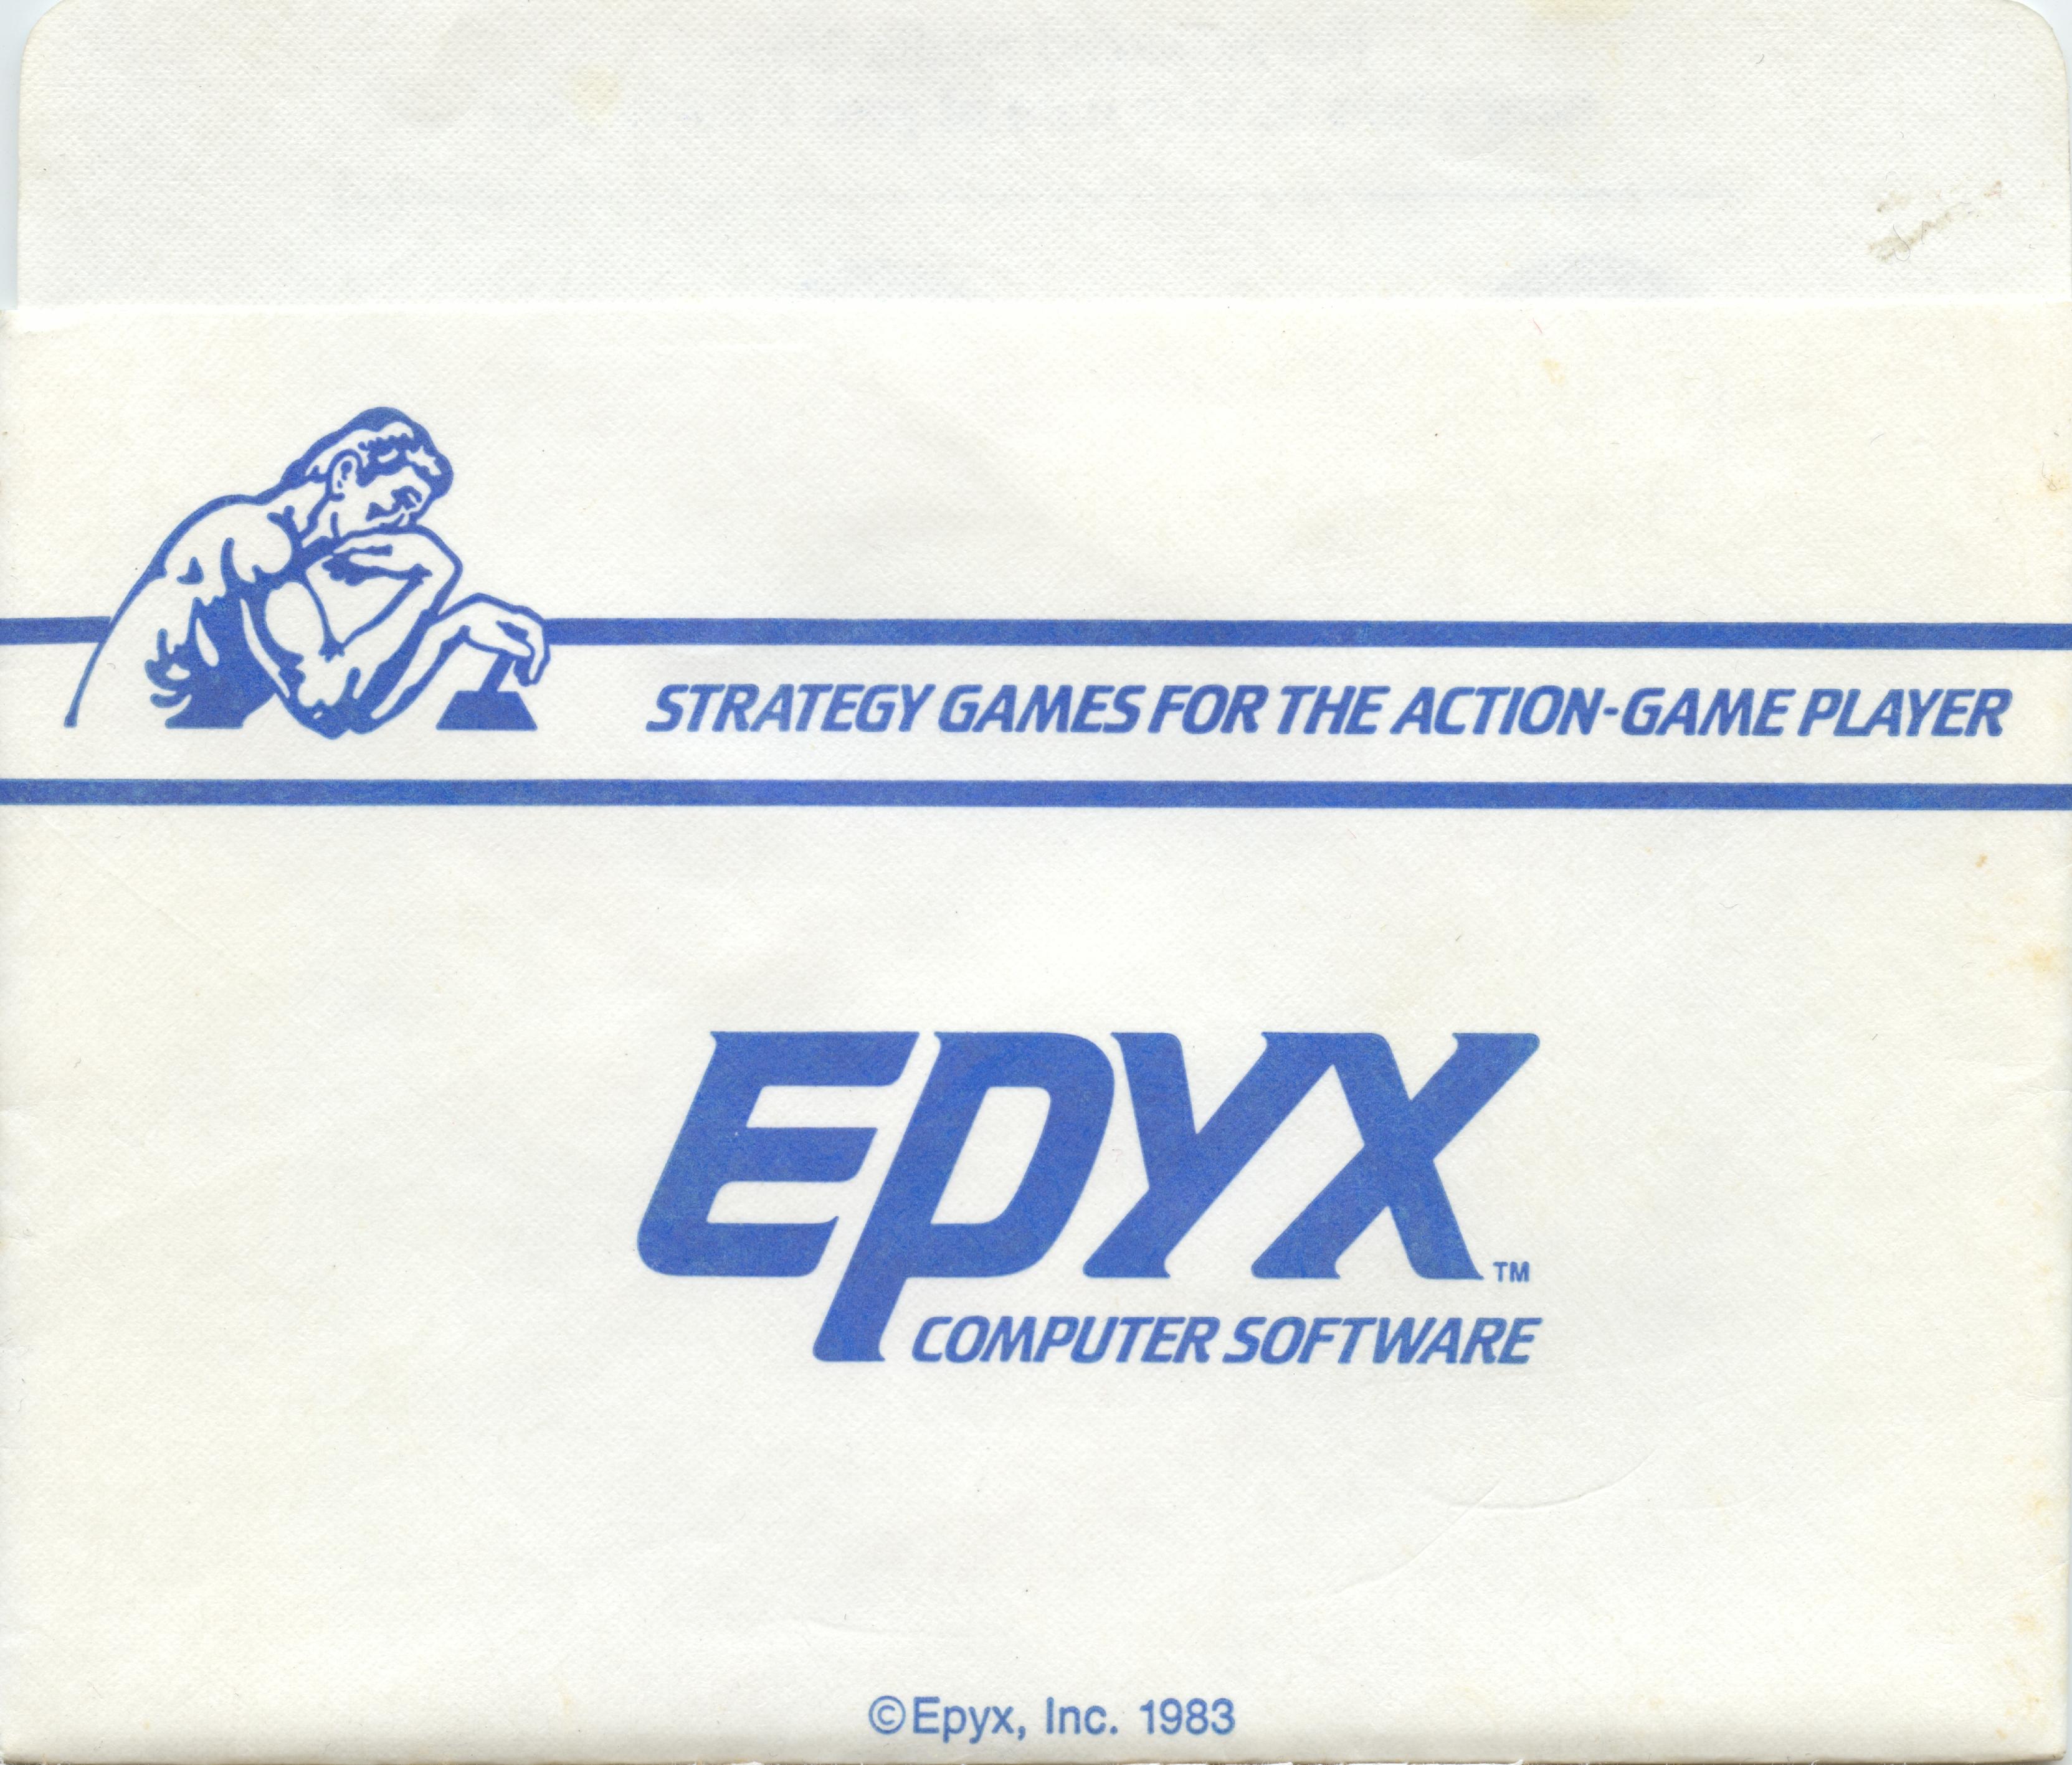 STRATEGY GAMES FOR THE ACTION-GAME PLAYER
EPYX™
COMPUTER SOFTWARE
©Epyx, Inc. 1983